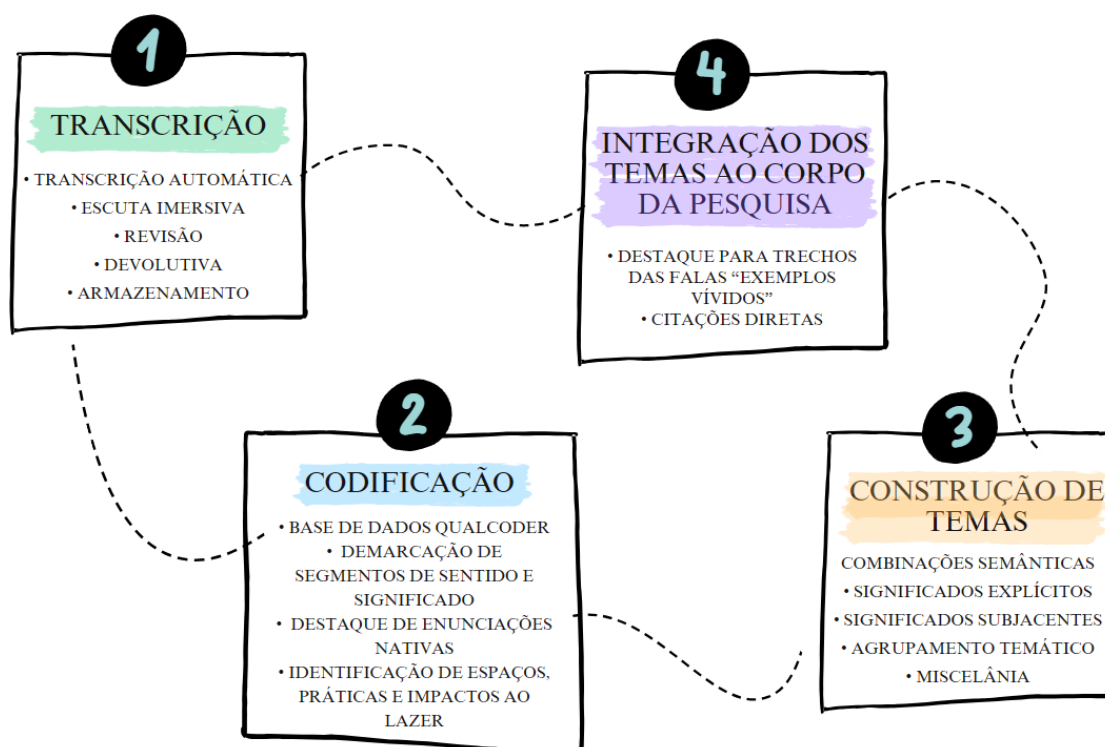 1
TRANSCRIÇÃO
• TRANSCRIÇÃO AUTOMÁTICA
• ESCUTA IMERSIVA
• REVISÃO
• DEVOLUTIVA
• ARMAZENAMENTO
2
CODIFICAÇÃO
• BASE DE DADOS QUALCODER
• DEMARCAÇÃO DE
SEGMENTOS DE SENTIDO E
SIGNIFICADO
• DESTAQUE DE ENUNCIAÇÕES
NATIVAS
• IDENTIFICAÇÃO DE ESPAÇOS,
PRÁTICAS E IMPACTOS AO
LAZER
3
CONSTRUÇÃO DE
TEMAS
COMBINAÇÕES SEMÂNTICAS
• SIGNIFICADOS EXPLÍCITOS
• SIGNIFICADOS SUBJACENTES
• AGRUPAMENTO TEMÁTICO
• MISCELÂNIA
4
INTEGRAÇÃO DOS
TEMAS AO CORPO
DA PESQUISA
• DESTAQUE PARA TRECHOS
DAS FALAS “EXEMPLOS
VÍVIDOS”
• CITAÇÕES DIRETAS